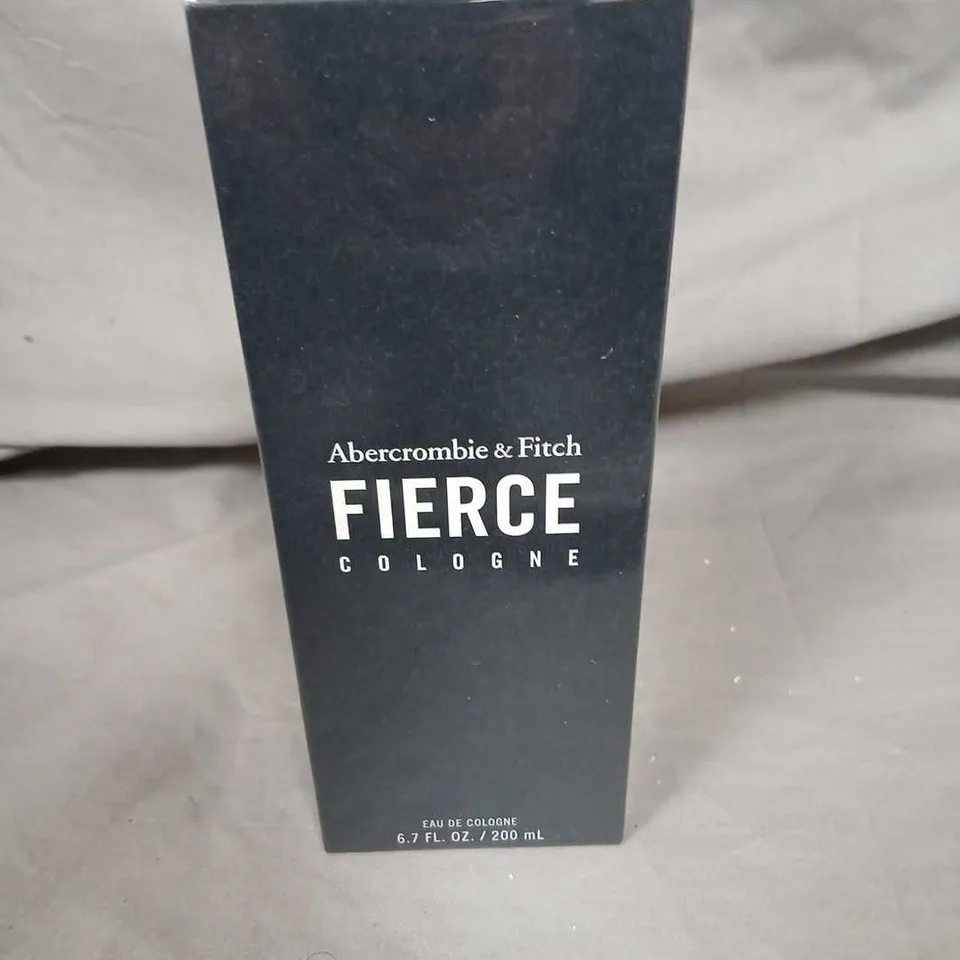 Abercrombie & Fitch
FIERCE
COLOGNE
EAU DE COLOGNE
6.7 FL. OZ. / 200 mL